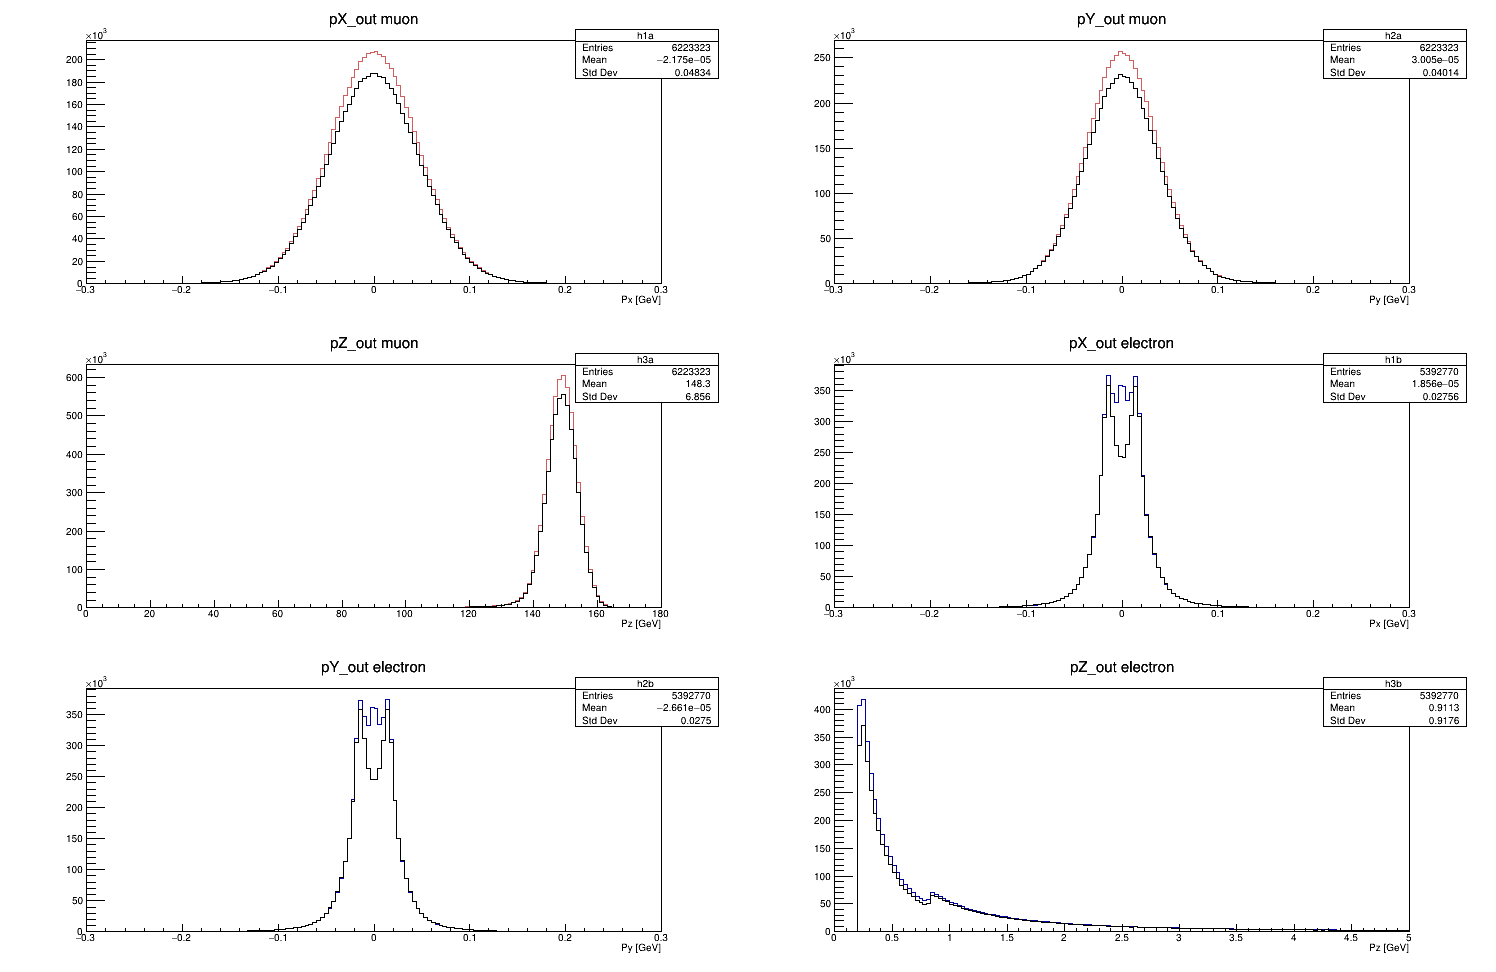 pX_out muon
×10³
h1a
Entries 6223323
Mean −2.175e−05
Std Dev 0.04834
200
180
160
140
120
100
80
60
40
20
0
−0.3 −0.2 −0.1 0 0.1 0.2 0.3
Px [GeV]
pY_out muon
×10³
h2a
Entries 6223323
Mean 3.005e−05
Std Dev 0.04014
250
200
150
100
50
0
−0.3 −0.2 −0.1 0 0.1 0.2 0.3
Py [GeV]
pZ_out muon
×10³
h3a
Entries 6223323
Mean 148.3
Std Dev 6.856
600
500
400
300
200
100
0
0 20 40 60 80 100 120 140 160 180
Pz [GeV]
pX_out electron
×10³
h1b
Entries 5392770
Mean 1.856e−05
Std Dev 0.02756
350
300
250
200
150
100
50
0
−0.3 −0.2 −0.1 0 0.1 0.2 0.3
Px [GeV]
pY_out electron
×10³
h2b
Entries 5392770
Mean −2.661e−05
Std Dev 0.0275
350
300
250
200
150
100
50
0
−0.3 −0.2 −0.1 0 0.1 0.2 0.3
Py [GeV]
pZ_out electron
×10³
h3b
Entries 5392770
Mean 0.9113
Std Dev 0.9176
400
350
300
250
200
150
100
50
0
0 0.5 1 1.5 2 2.5 3 3.5 4 4.5 5
Pz [GeV]